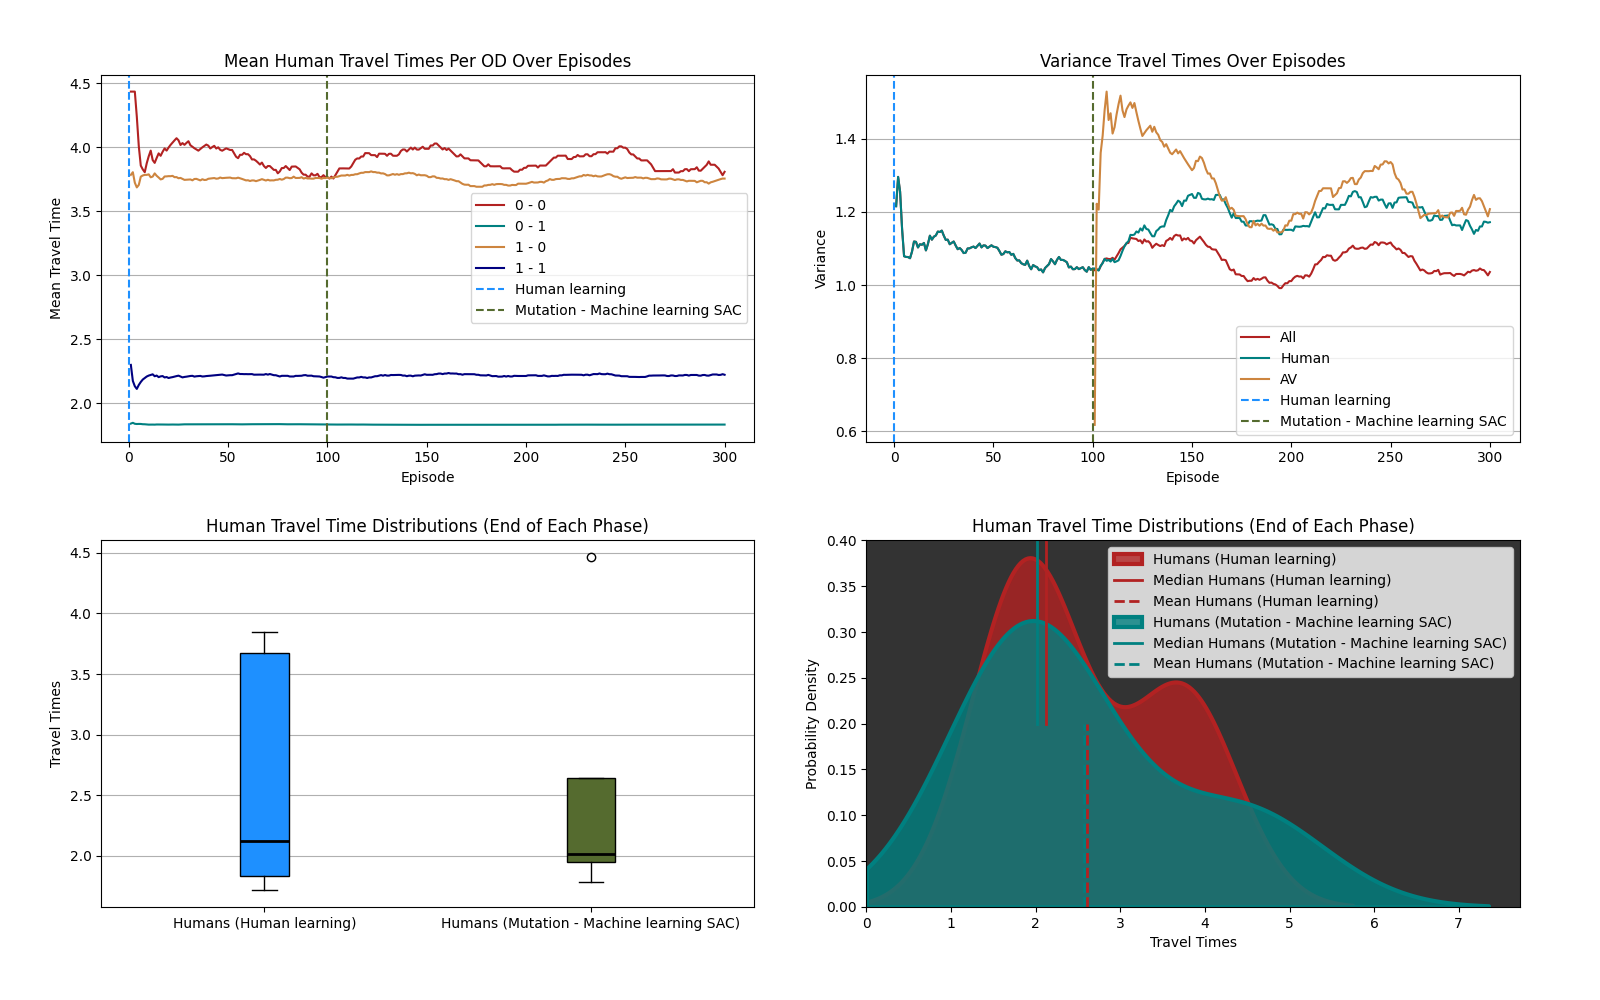 Mean Human Travel Times Per OD Over Episodes
Mean Travel Time
4.5
4.0
3.5
3.0
2.5
2.0
0 - 0
0 - 1
1 - 0
1 - 1
Human learning
Mutation - Machine learning SAC
0 50 100 150 200 250 300
Episode
Variance Travel Times Over Episodes
Variance
1.4
1.2
1.0
0.8
0.6
All
Human
AV
Human learning
Mutation - Machine learning SAC
0 50 100 150 200 250 300
Episode
Human Travel Time Distributions (End of Each Phase)
Travel Times
4.5
4.0
3.5
3.0
2.5
2.0
Humans (Human learning) Humans (Mutation - Machine learning SAC)
Human Travel Time Distributions (End of Each Phase)
Probability Density
0.40
0.35
0.30
0.25
0.20
0.15
0.10
0.05
0.00
Humans (Human learning)
Median Humans (Human learning)
Mean Humans (Human learning)
Humans (Mutation - Machine learning SAC)
Median Humans (Mutation - Machine learning SAC)
Mean Humans (Mutation - Machine learning SAC)
0 1 2 3 4 5 6 7
Travel Times